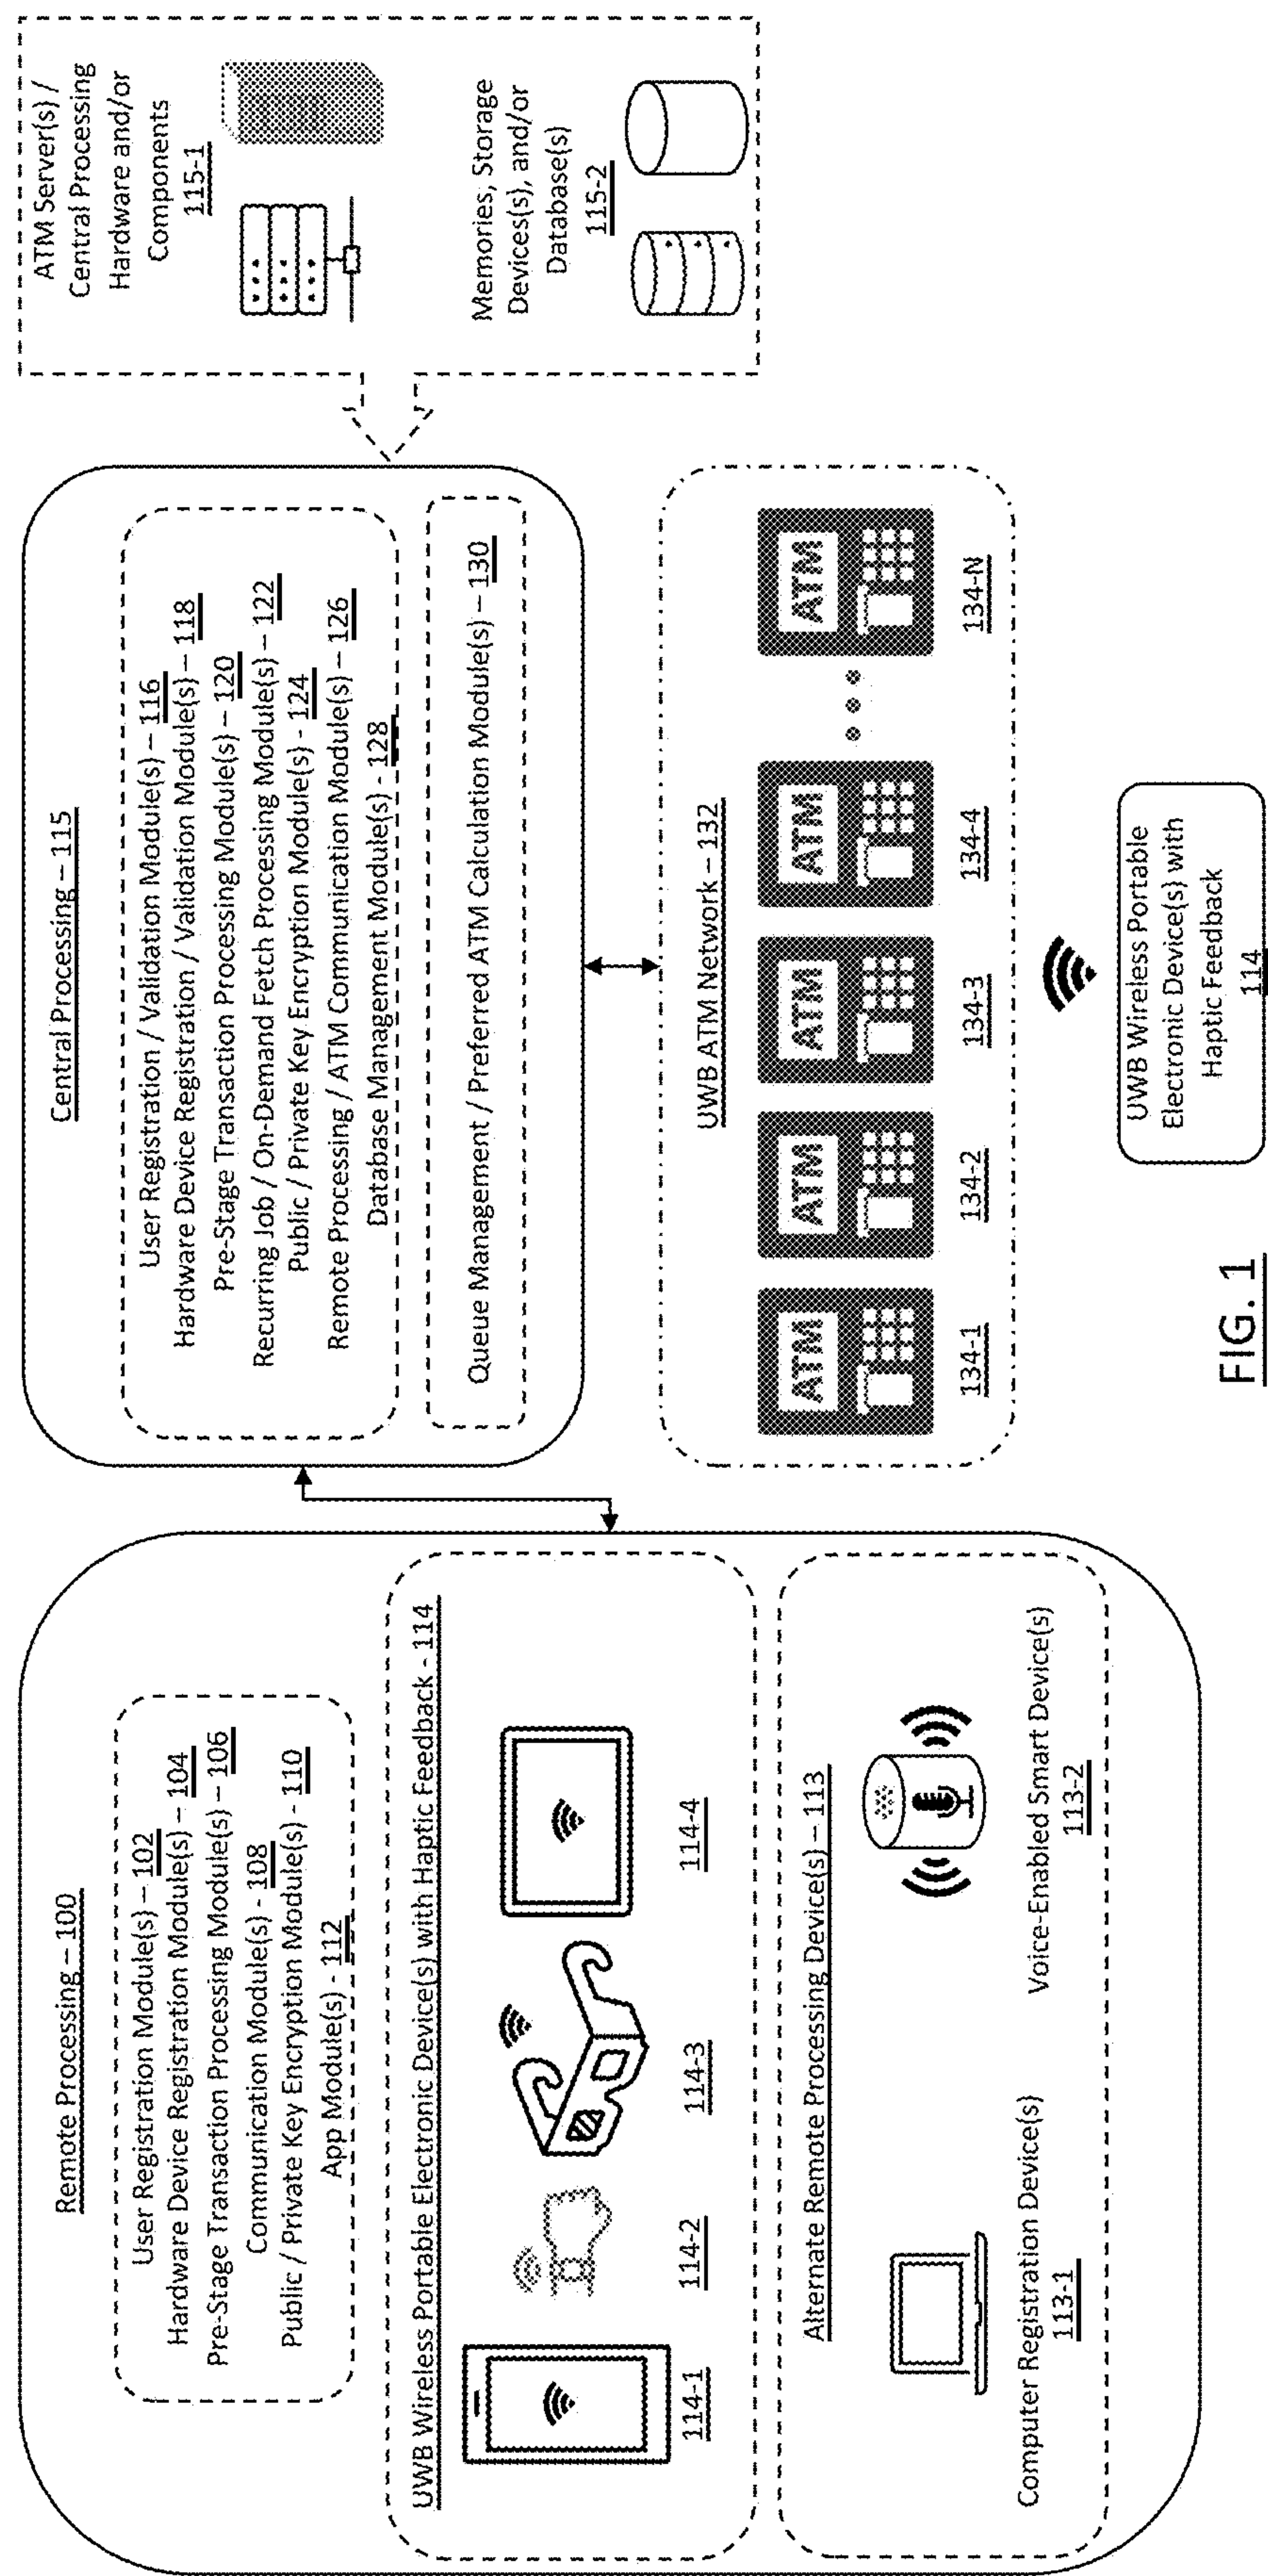 Remote Processing – 100
User Registration Module(s) – 102
Hardware Device Registration Module(s) – 104
Pre-Stage Transaction Processing Module(s) – 106
Communication Module(s) - 108
Public / Private Key Encryption Module(s) - 110
App Module(s) - 112
UWB Wireless Portable Electronic Device(s) with Haptic Feedback - 114
114-1
114-2
114-3
114-4
Alternate Remote Processing Device(s) – 113
Computer Registration Device(s)
113-1
Voice-Enabled Smart Device(s)
113-2
Central Processing – 115
User Registration / Validation Module(s) – 116
Hardware Device Registration / Validation Module(s) – 118
Pre-Stage Transaction Processing Module(s) – 120
Recurring Job / On-Demand Fetch Processing Module(s) – 122
Public / Private Key Encryption Module(s) - 124
Remote Processing / ATM Communication Module(s) – 126
Database Management Module(s) - 128
Queue Management / Preferred ATM Calculation Module(s) – 130
UWB ATM Network – 132
ATM
ATM
ATM
ATM
ATM
134-1
134-2
134-3
134-4
134-N
UWB Wireless Portable
Electronic Device(s) with
Haptic Feedback
114
ATM Server(s) /
Central Processing
Hardware and/or
Components
115-1
Memories, Storage
Devices(s), and/or
Database(s)
115-2
FIG. 1